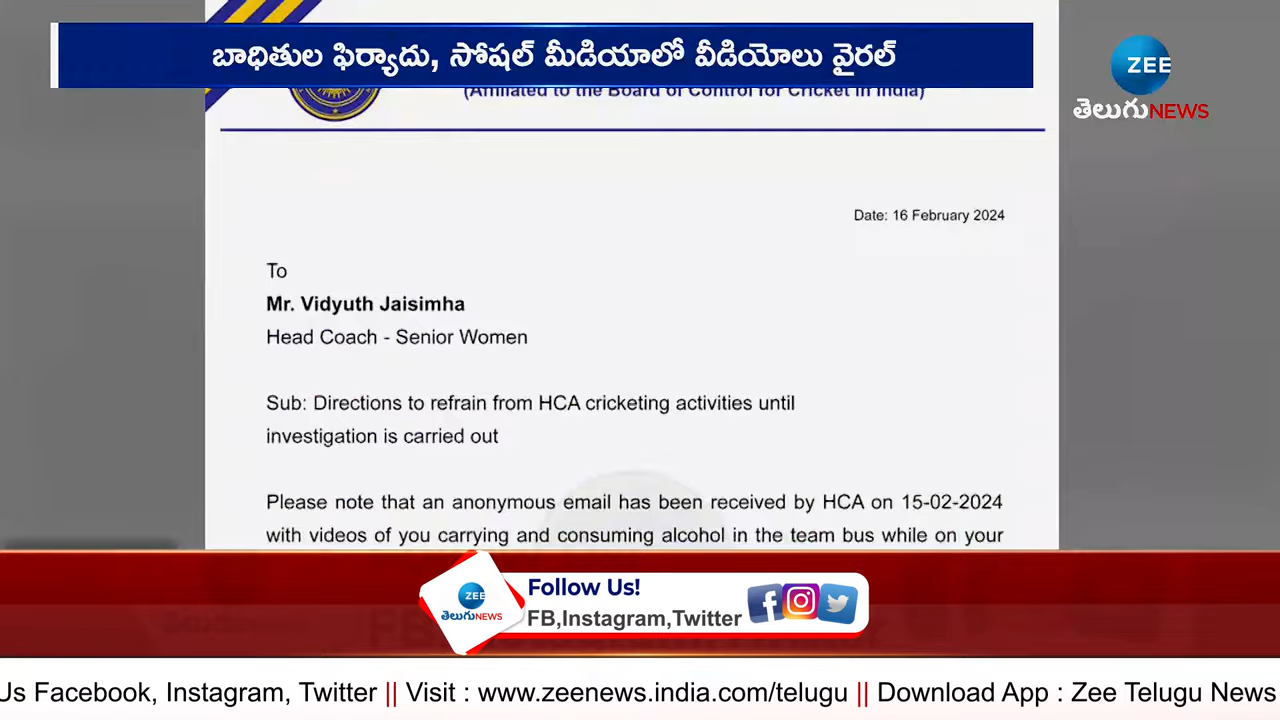 బాధితుల ఫిర్యాదు, సోషల్ మీడియాలో వీడియోలు వైరల్
ZEE
తెలుగు NEWS
(Affiliated to the Board of Control for Cricket in India)
Date: 16 February 2024
To
Mr. Vidyuth Jaisimha
Head Coach - Senior Women
Sub: Directions to refrain from HCA cricketing activities until
investigation is carried out
Please note that an anonymous email has been received by HCA on 15-02-2024
with videos of you carrying and consuming alcohol in the team bus while on your
ZEE
తెలుగు NEWS
Follow Us!
FB,Instagram,Twitter
Us Facebook, Instagram, Twitter || Visit : www.zeenews.india.com/telugu || Download App : Zee Telugu News